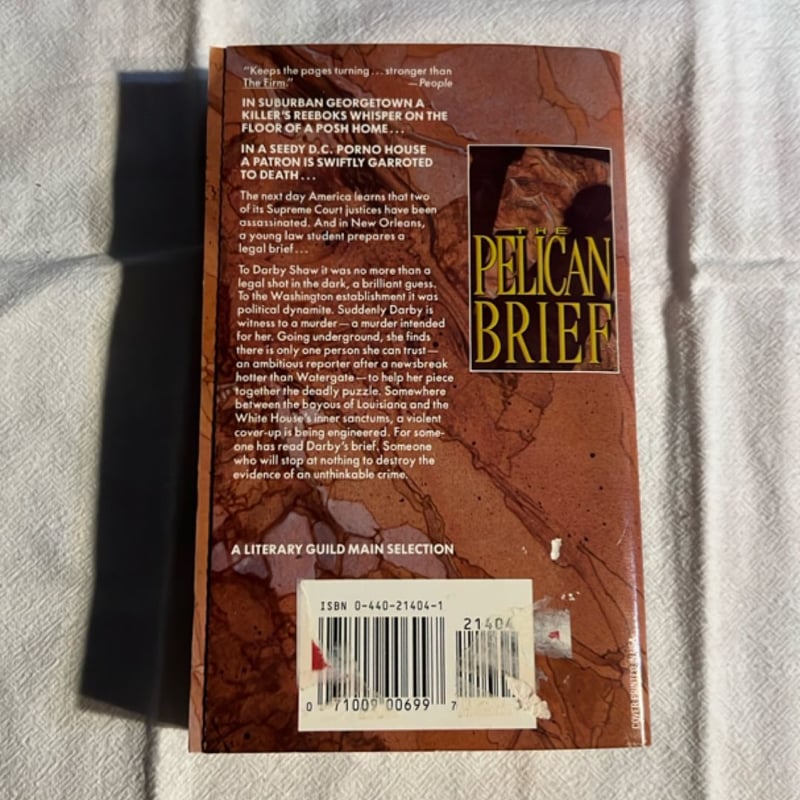 "Keeps the pages turning... stronger than
The Firm."   —People
IN SUBURBAN GEORGETOWN A
KILLER'S REEBOKS WHISPER ON THE
FLOOR OF A POSH HOME...
IN A SEEDY D.C. PORNO HOUSE
A PATRON IS SWIFTLY GARROTED
TO DEATH...
The next day America learns that two
of its Supreme Court justices have been
assassinated. And in New Orleans,
a young law student prepares a
legal brief...
To Darby Shaw it was no more than a
legal shot in the dark, a brilliant guess.
To the Washington establishment it was
political dynamite. Suddenly Darby is
witness to a murder—a murder intended
for her. Going underground, she finds
there is only one person she can trust—
an ambitious reporter after a newsbreak
hotter than Watergate—to help her piece
together the deadly puzzle. Somewhere
between the bayous of Louisiana and the
White House's inner sanctums, a violent
cover-up is being engineered. For some-
one has read Darby's brief. Someone
who will stop at nothing to destroy the
evidence of an unthinkable crime.
THE
PELICAN
BRIEF
A LITERARY GUILD MAIN SELECTION
ISBN 0-440-21404-1
21404
0 71009 00699 7
COVER PRINTED IN